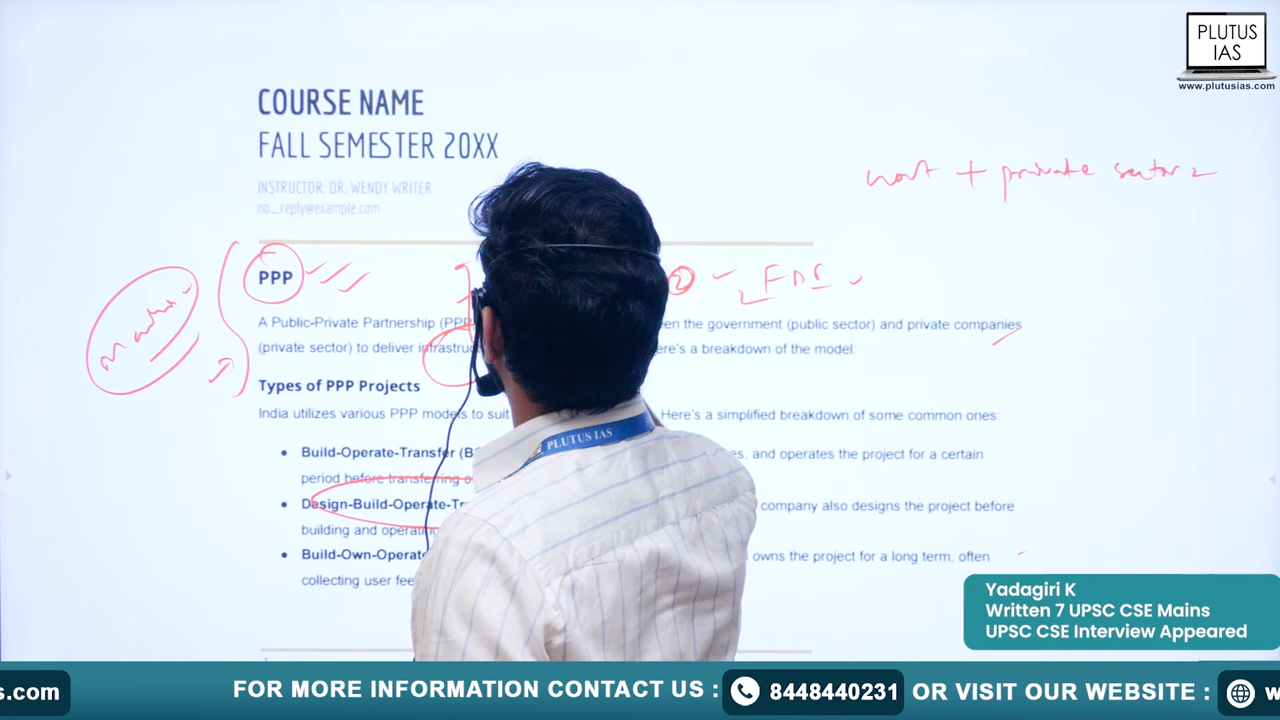 PLUTUS
IAS
www.plutusias.com
COURSE NAME
FALL SEMESTER 20XX
INSTRUCTOR: DR. WENDY WRITER
no_reply@example.com
+ private sector
PPP
A Public-Private Partnership (PPP en the government (public sector) and private companies
(private sector) to deliver infrastruc ere's a breakdown of the model:
Types of PPP Projects
India utilizes various PPP models to suit Here's a simplified breakdown of some common ones:
• Build-Operate-Transfer (B es, and operates the project for a certain
period before transferring o
• Design-Build-Operate-Tr company also designs the project before
building and operating
• Build-Own-Operate owns the project for a long term, often
collecting user fee
PLUTUS IAS
Yadagiri K
Written 7 UPSC CSE Mains
UPSC CSE Interview Appeared
s.com FOR MORE INFORMATION CONTACT US : 8448440231 OR VISIT OUR WEBSITE : w